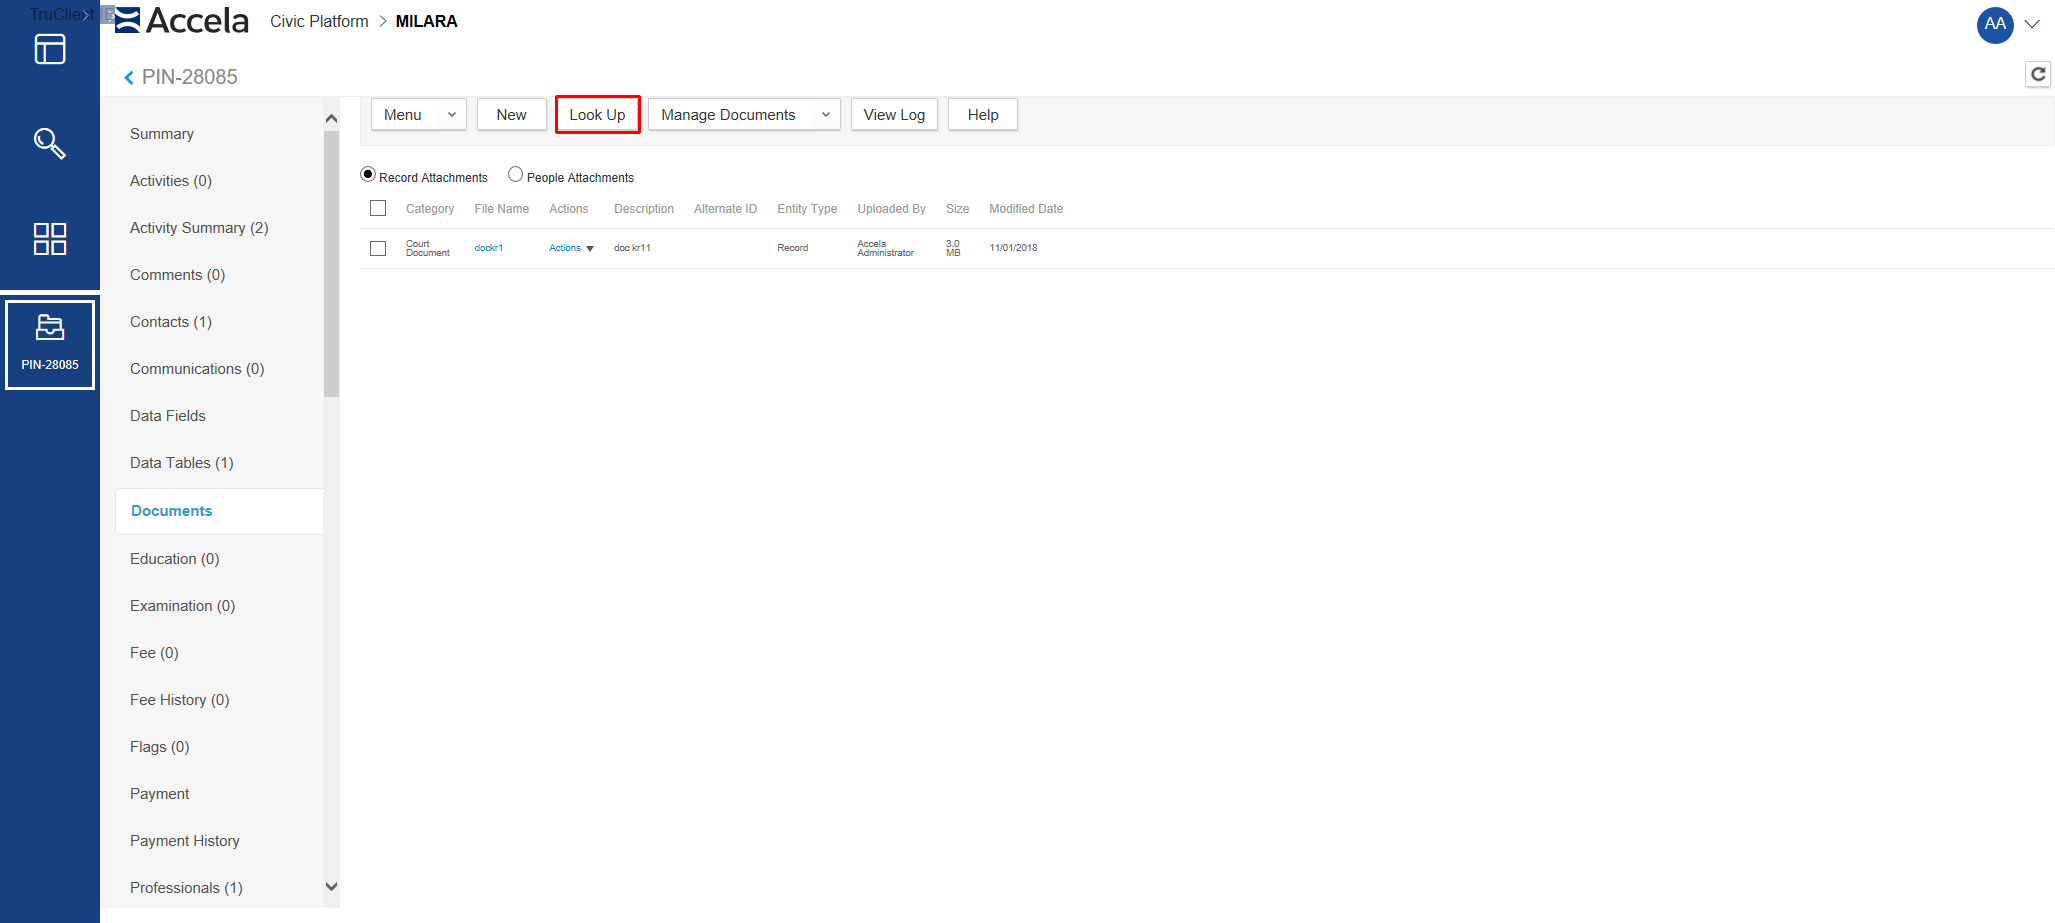 TruClient
Accela
Civic Platform > MILARA
AA
PIN-28085
PIN-28085
Summary
Activities (0)
Activity Summary (2)
Comments (0)
Contacts (1)
Communications (0)
Data Fields
Data Tables (1)
Documents
Education (0)
Examination (0)
Fee (0)
Fee History (0)
Flags (0)
Payment
Payment History
Professionals (1)
Menu New Look Up Manage Documents View Log Help
Record Attachments People Attachments
Category File Name Actions Description Alternate ID Entity Type Uploaded By Size Modified Date
Court Document dockr1 Actions doc kr11 Record Accela Administrator 3.0 MB 11/01/2018